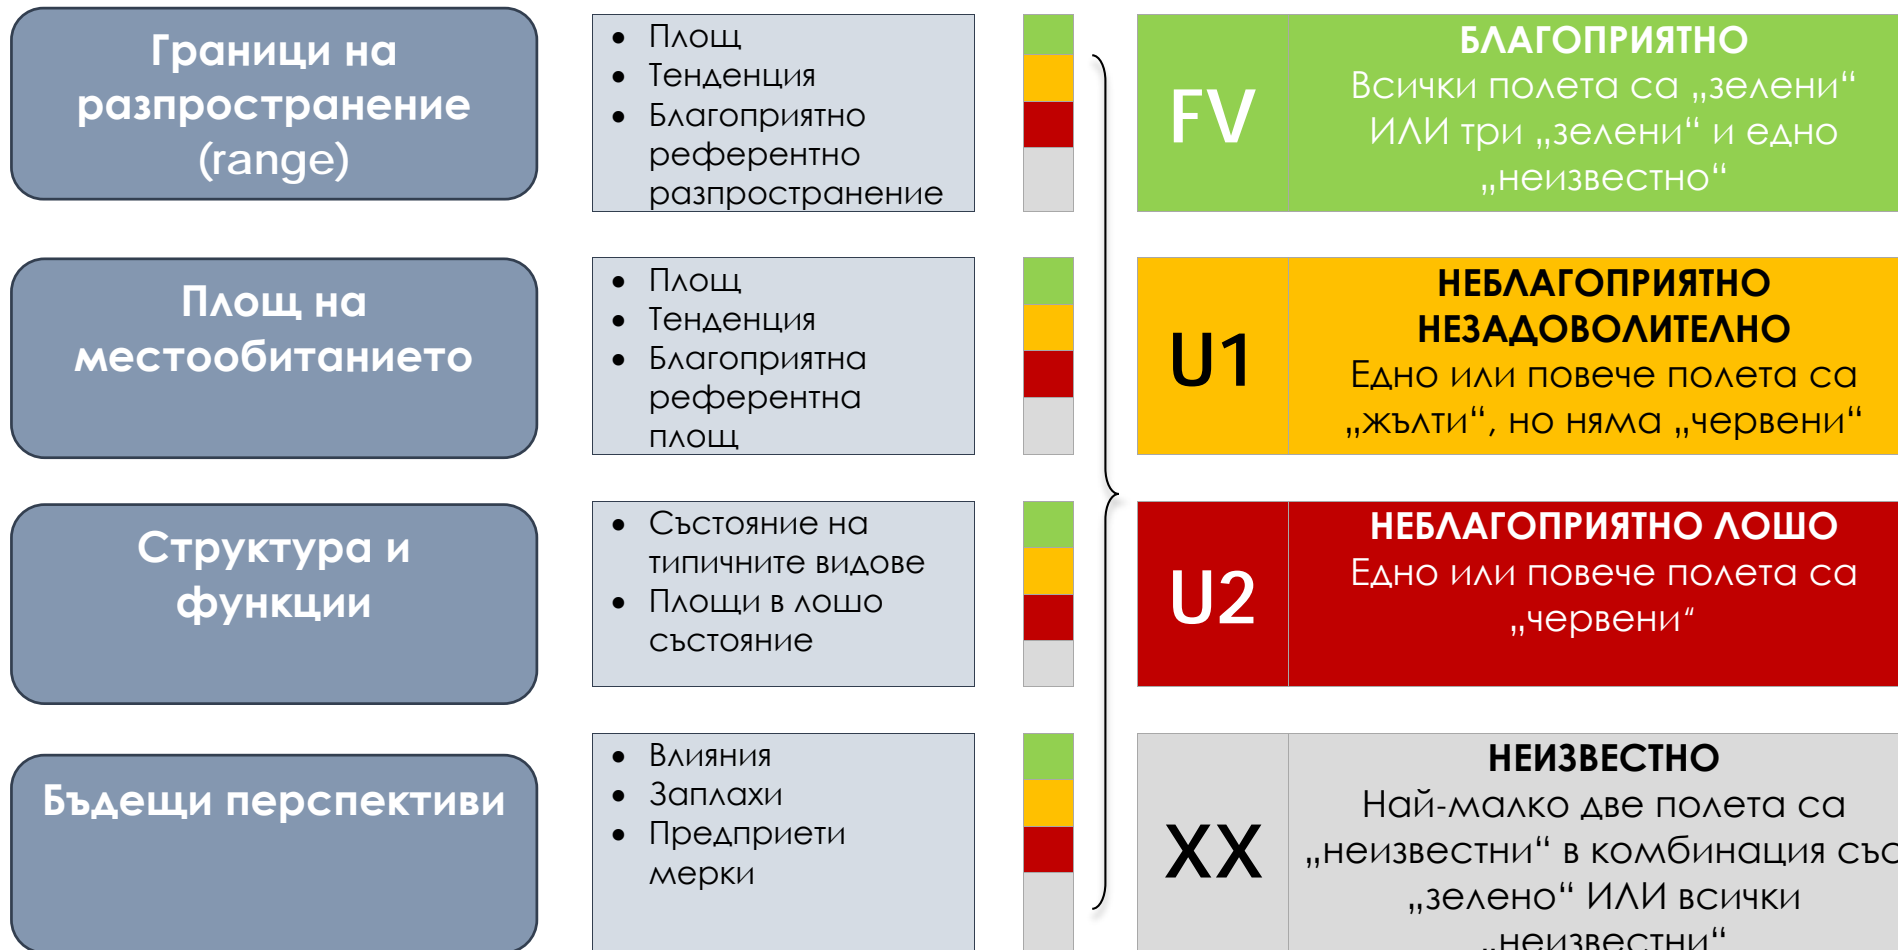 Граници на
разпространение
(range)
• Площ
• Тенденция
• Благоприятно
референтно
разпространение
FV
БЛАГОПРИЯТНО
Всички полета са „зелени“
ИЛИ три „зелени“ и едно
„неизвестно“
Площ на
местообитанието
• Площ
• Тенденция
• Благоприятна
референтна
площ
U1
НЕБЛАГОПРИЯТНО
НЕЗАДОВОЛИТЕЛНО
Едно или повече полета са
„жълти“, но няма „червени“
Структура и
функции
• Състояние на
типичните видове
• Площи в лошо
състояние
U2
НЕБЛАГОПРИЯТНО ЛОШО
Едно или повече полета са
„червени“
Бъдещи перспективи
• Влияния
• Заплахи
• Предприети
мерки
XX
НЕИЗВЕСТНО
Най-малко две полета са
„неизвестни“ в комбинация със
„зелено“ ИЛИ всички
„неизвестни“